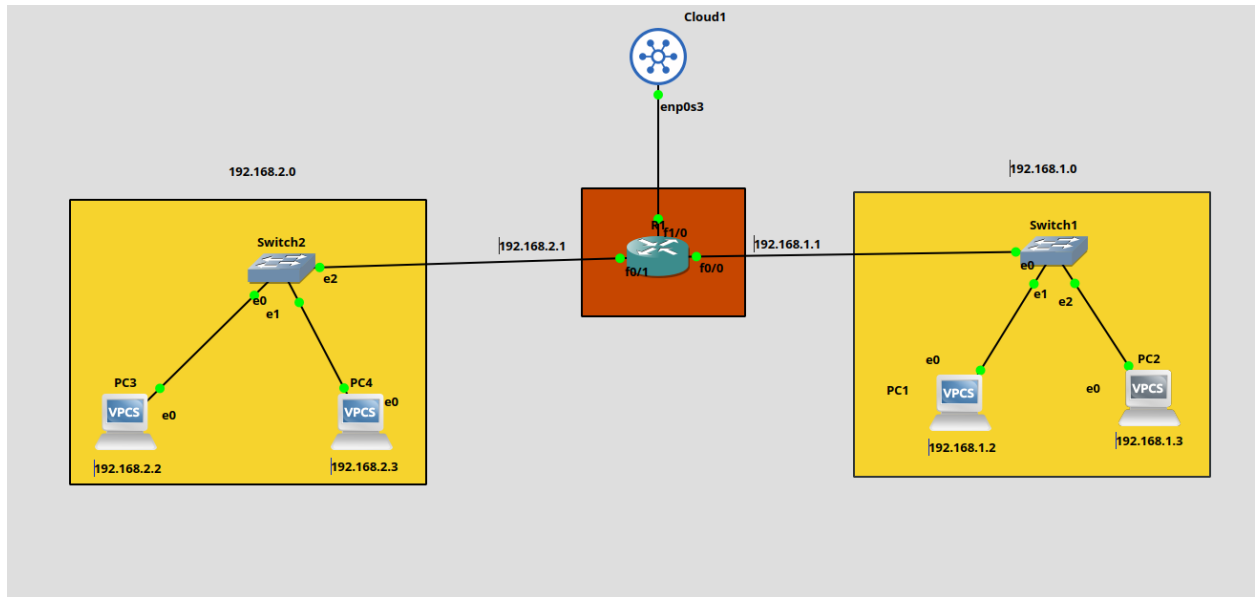 Cloud1
enp0s3
192.168.2.0
192.168.1.0
Switch2
Switch1
R1
f1/0
192.168.2.1
192.168.1.1
f0/1
f0/0
e2
e0
e0
e1
e1
e2
PC3
PC4
e0
PC2
VPCS
e0
VPCS
e0
PC1
VPCS
e0
VPCS
192.168.2.2
192.168.2.3
192.168.1.2
192.168.1.3